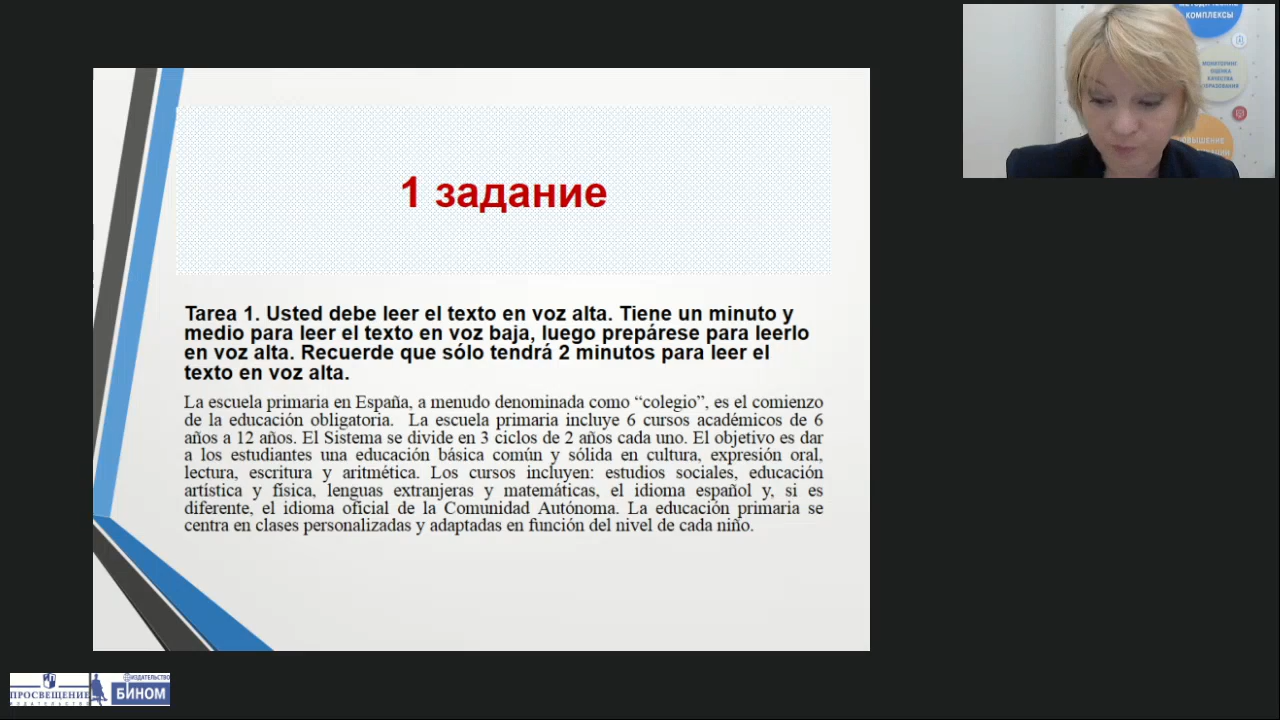 КОМПЛЕКСЫ
МОНИТОРИНГ
ОЦЕНКА
КАЧЕСТВА
1 задание
Tarea 1. Usted debe leer el texto en voz alta. Tiene un minuto y
medio para leer el texto en voz baja, luego prepárese para leerlo
en voz alta. Recuerde que sólo tendrá 2 minutos para leer el
texto en voz alta.
La escuela primaria en España, a menudo denominada como “colegio”, es el comienzo
de la educación obligatoria. La escuela primaria incluye 6 cursos académicos de 6
años a 12 años. El Sistema se divide en 3 ciclos de 2 años cada uno. El objetivo es dar
a los estudiantes una educación básica común y sólida en cultura, expresión oral,
lectura, escritura y aritmética. Los cursos incluyen: estudios sociales, educación
artística y física, lenguas extranjeras y matemáticas, el idioma español y, si es
diferente, el idioma oficial de la Comunidad Autónoma. La educación primaria se
centra en clases personalizadas y adaptadas en función del nivel de cada niño.
ПРОСВЕЩЕНИЕ
ИЗДАТЕЛЬСТВО
ИЗДАТЕЛЬСТВО
БИНОМ